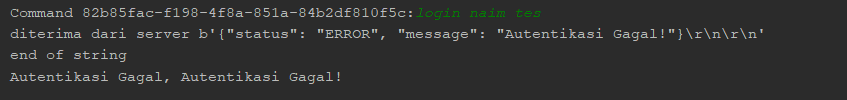 Command 82b85fac-f198-4f8a-851a-84b2df810f5c:login naim tes
diterima dari server b'{"status": "ERROR", "message": "Autentikasi Gagal!"}\r\n\r\n'
end of string
Autentikasi Gagal, Autentikasi Gagal!